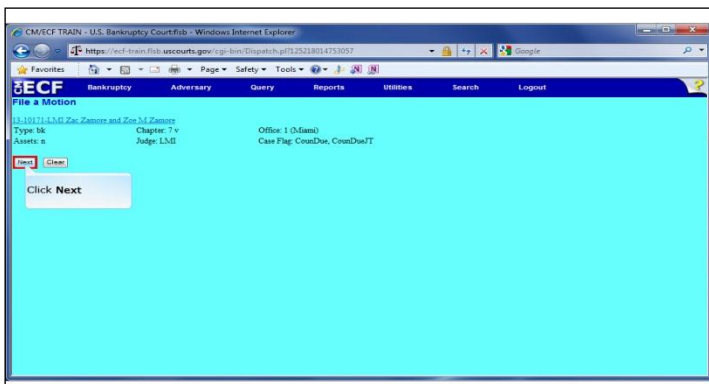 CM/ECF TRAIN - U.S. Bankruptcy Court:flsb - Windows Internet Explorer
https://ecf-train.flsb.uscourts.gov/cgi-bin/Dispatch.pl?125218014753057
Google
Favorites Page Safety Tools
ECF Bankruptcy Adversary Query Reports Utilities Search Logout ?
File a Motion
13-10171-LMI Zac Zamore and Zoe M Zamore
Type: bk Chapter: 7 v Office: 1 (Miami)
Assets: n Judge: LMI Case Flag: CounDue, CounDueJT
Next Clear
Click Next